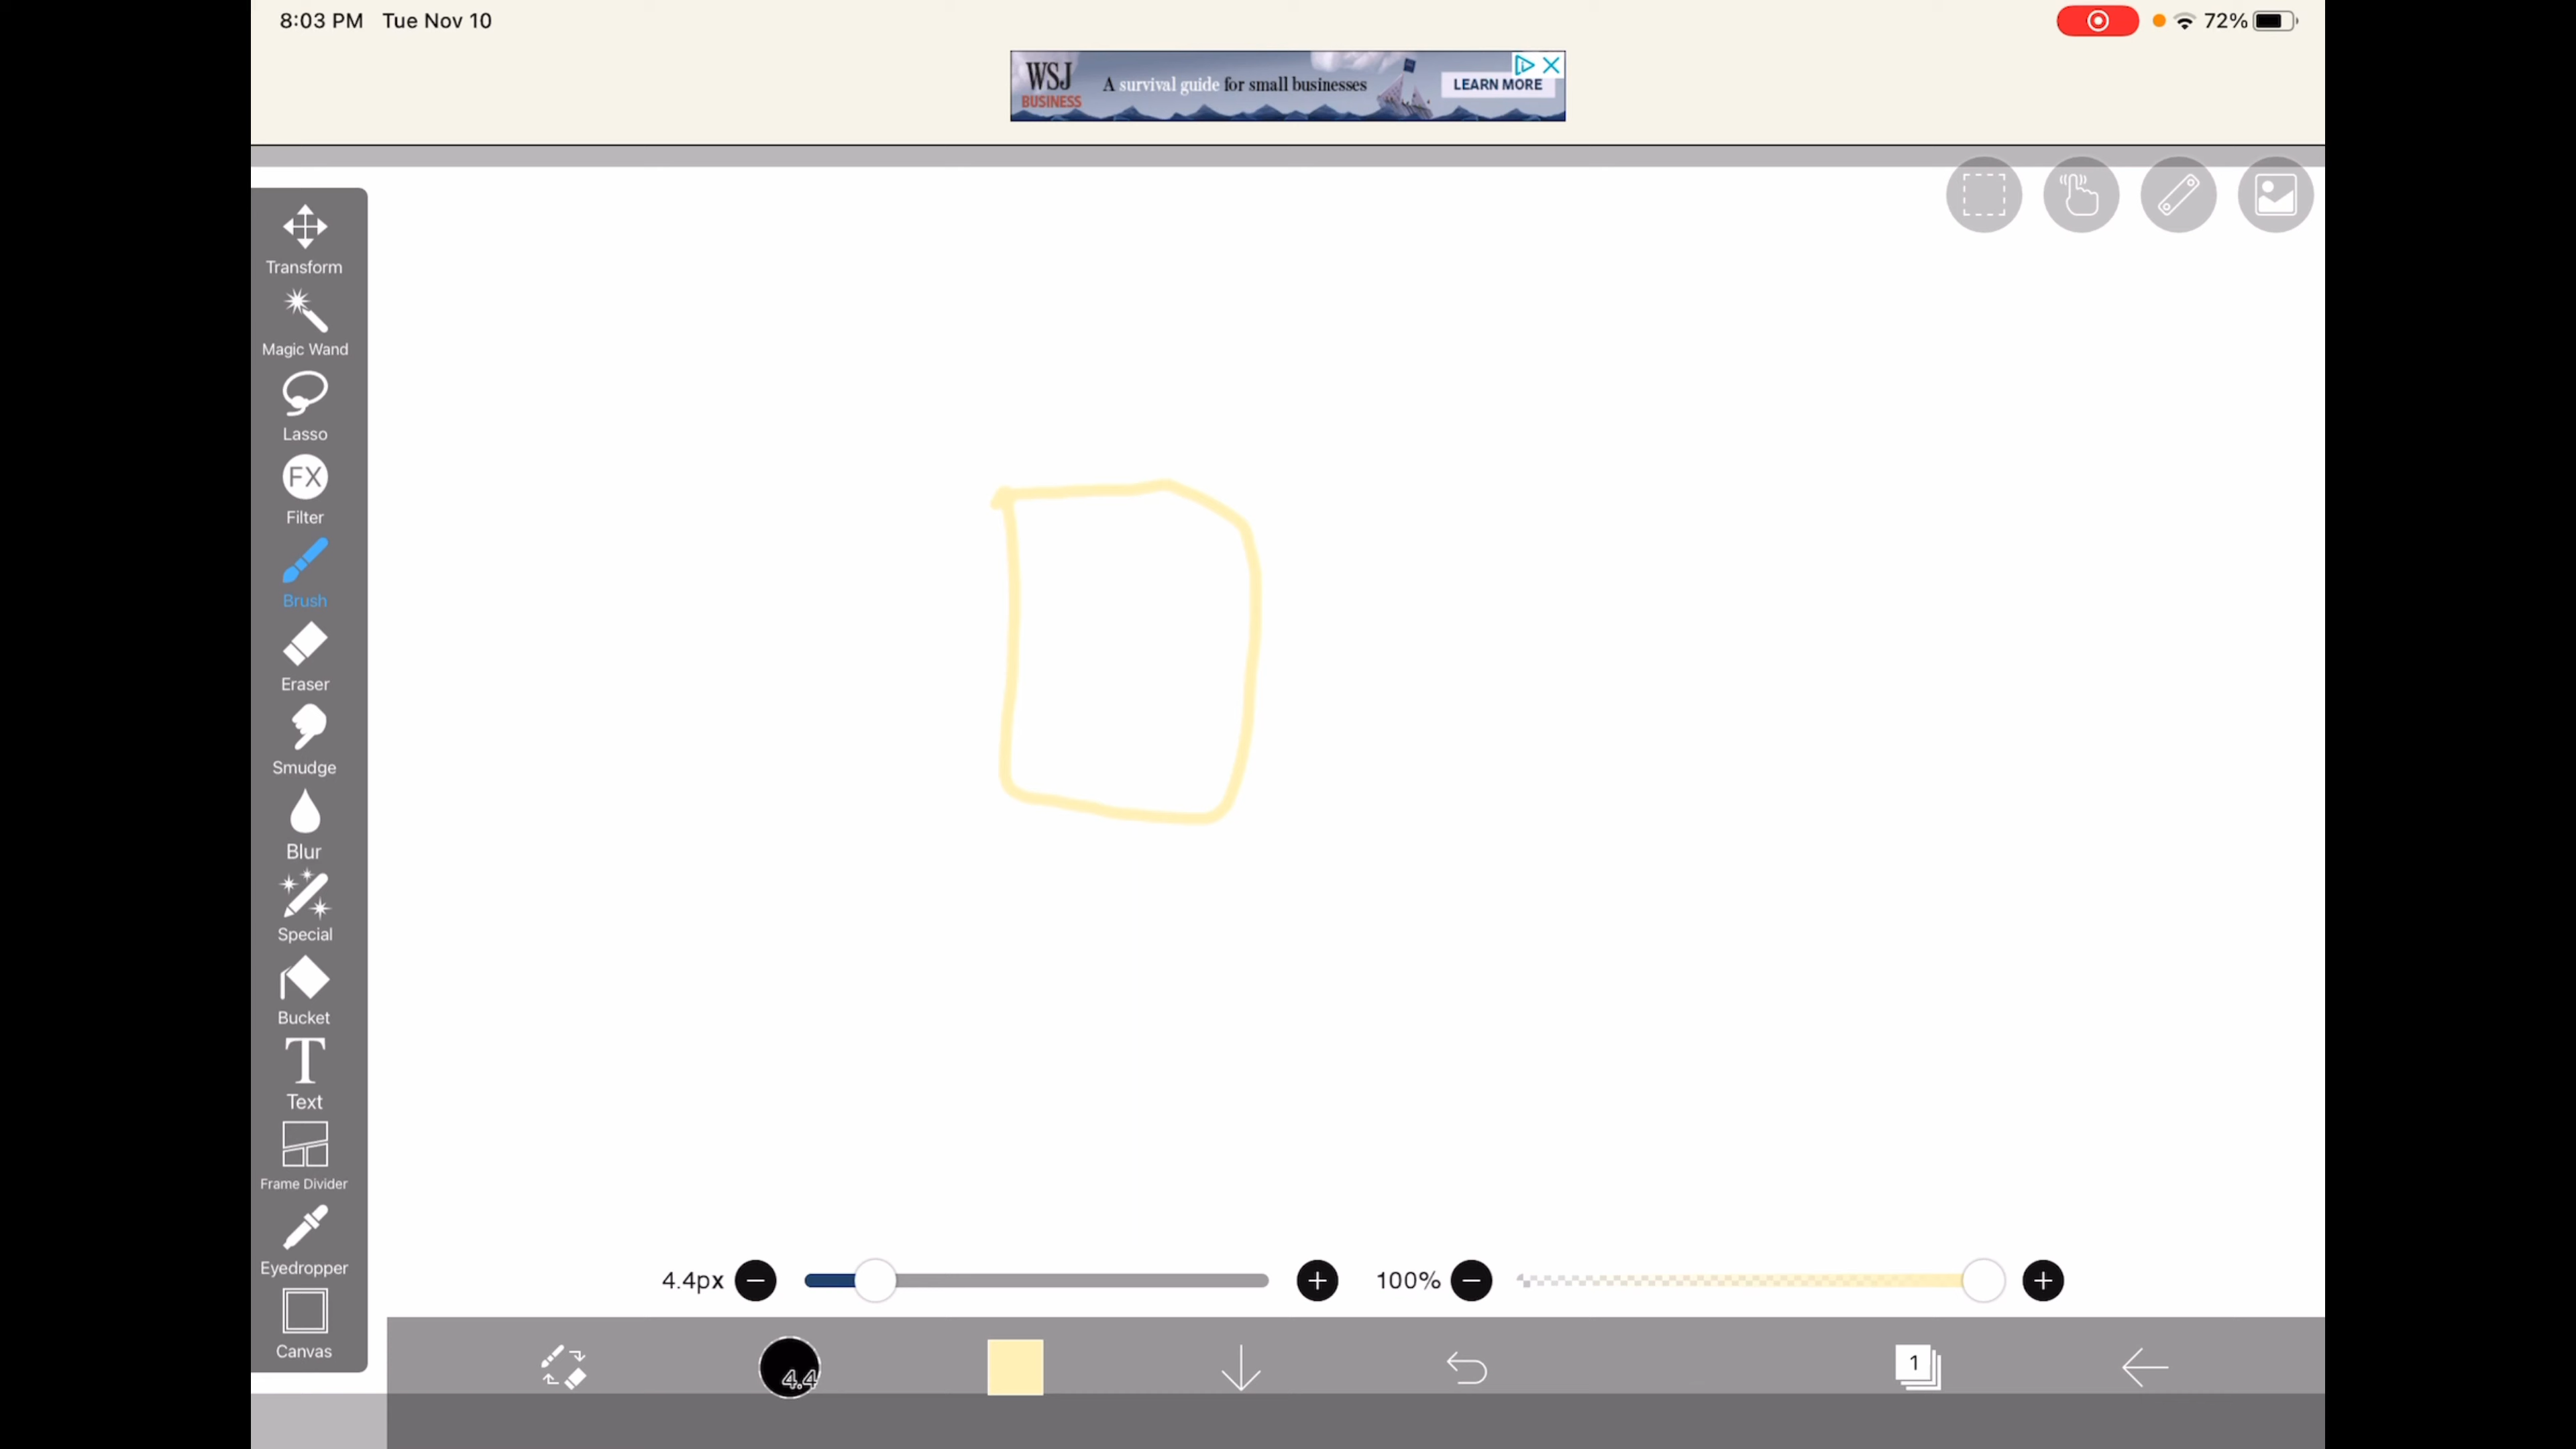 8:03 PM Tue Nov 10
72%
WSJ
BUSINESS
A survival guide for small businesses
LEARN MORE
Transform
Magic Wand
Lasso
FX
Filter
Brush
Eraser
Smudge
Blur
Special
Bucket
T
Text
Frame Divider
Eyedropper
Canvas
4.4px
100%
4.4
1